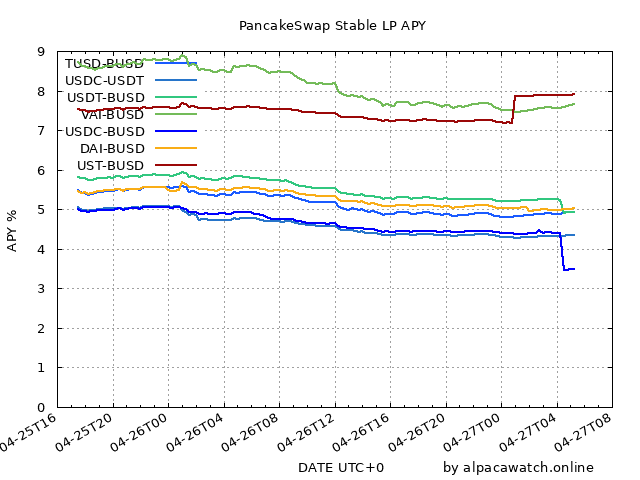 PancakeSwap Stable LP APY
9
8
7
6
5
4
3
2
1
0
APY %
TUSD-BUSD
USDC-USDT
USDT-BUSD
VAI-BUSD
USDC-BUSD
DAI-BUSD
UST-BUSD
04-25T16
04-25T20
04-26T00
04-26T04
04-26T08
04-26T12
04-26T16
04-26T20
04-27T00
04-27T04
04-27T08
DATE UTC+0
by alpacawatch.online